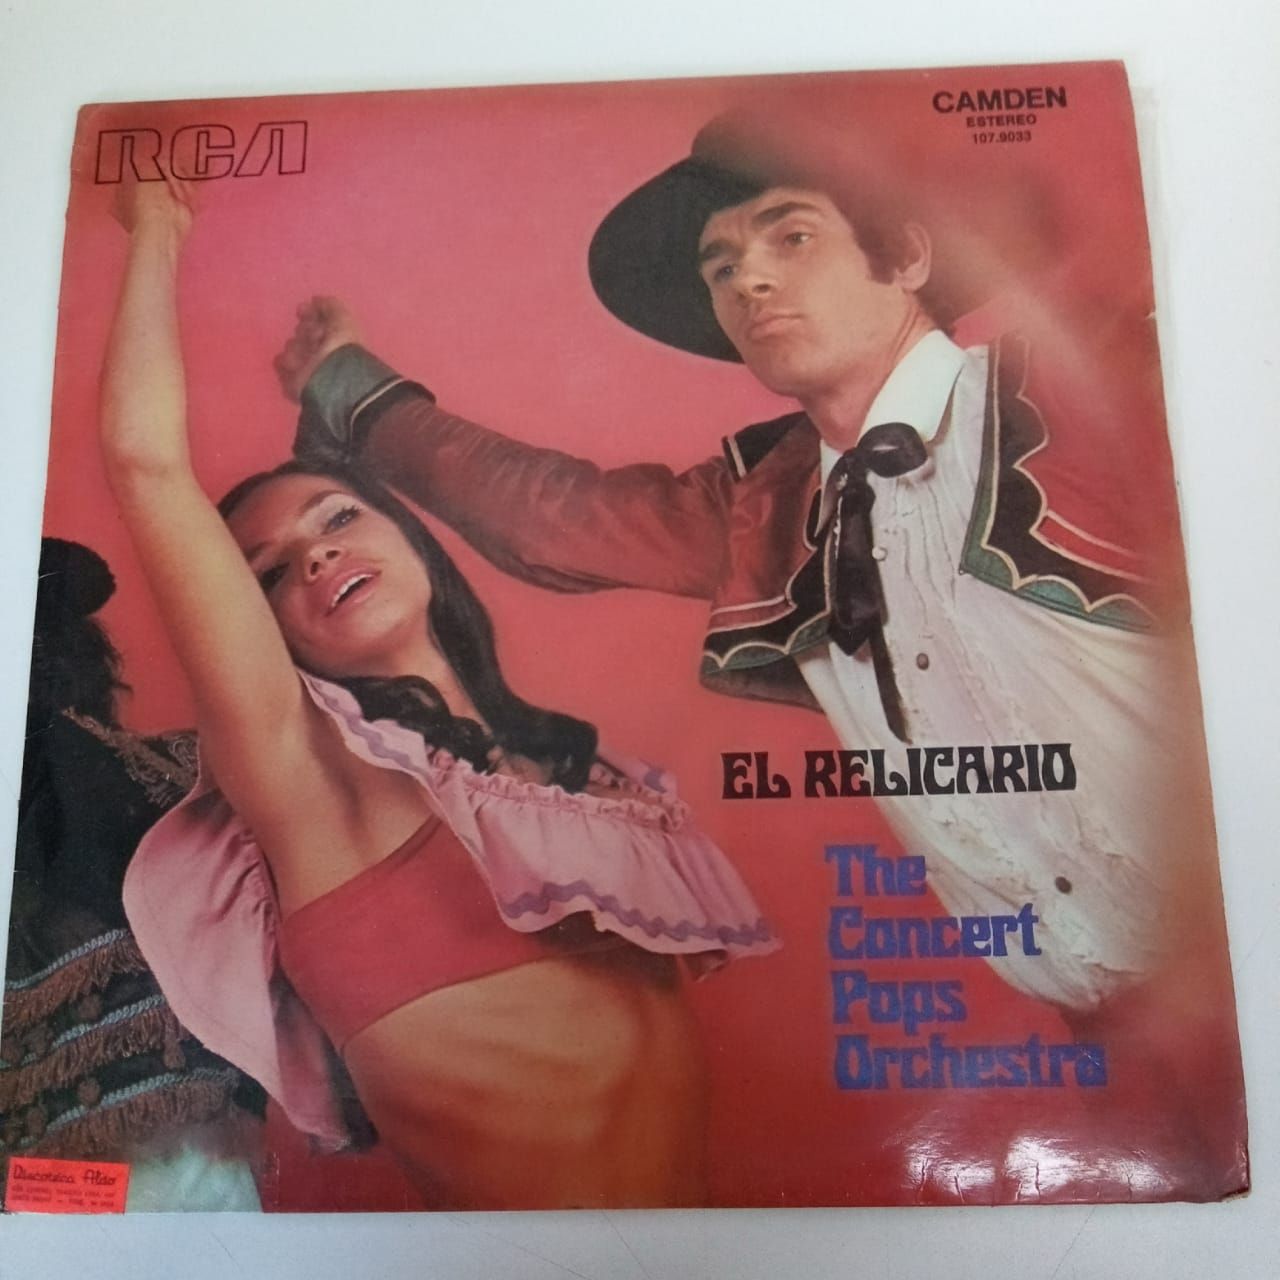 RCA
CAMDEN
ESTEREO
107.9033
EL RELICARIO
The
Concert
Pops
Orchestra
Discoteca Aldo